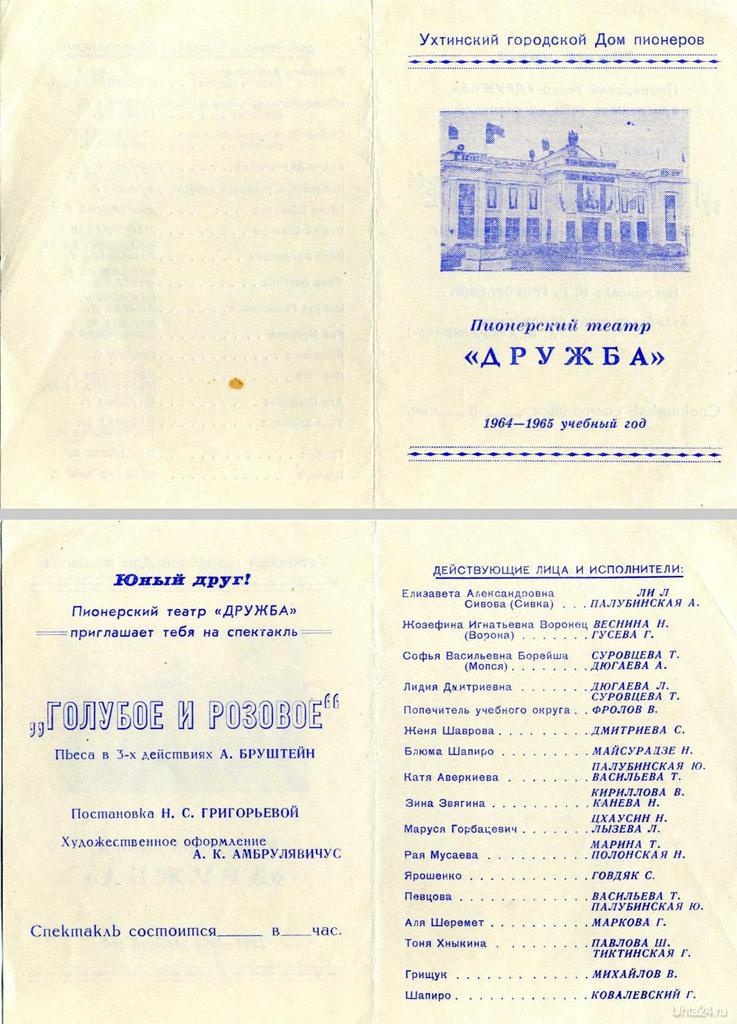 Ухтинский городской Дом пионеров
Пионерский театр
«ДРУЖБА»
1964—1965 учебный год
Юный друг!
Пионерский театр «ДРУЖБА»
приглашает тебя на спектакль
„ГОЛУБОЕ И РОЗОВОЕ“
Пьеса в 3-х действиях А. БРУШТЕЙН
Постановка Н. С. ГРИГОРЬЕВОЙ
Художественное оформление
А. К. АМБРУЛЯВИЧУС
Спектакль состоится_____ в___час.
ДЕЙСТВУЮЩИЕ ЛИЦА И ИСПОЛНИТЕЛИ:
Елизавета Александровна ЛИ Л
Сивова (Сивка) . . . ПАЛУБИНСКАЯ А.
Жозефина Игнатьевна Воронец ВЕСНИНА Н.
(Ворона) . . . . . . . ГУСЕВА Г.
Софья Васильевна Борейша СУРОВЦЕВА Т.
(Мопся) . . . . . . . . ДЮГАЕВА А.
Лидия Дмитриевна . . . . . . . ДЮГАЕВА Л.
СУРОВЦЕВА Т.
Попечитель учебного округа . . ФРОЛОВ В.
Женя Шаврова . . . . . . . . . ДМИТРИЕВА С.
Блюма Шапиро . . . . . . . . . МАЙСУРАДЗЕ Н.
ПАЛУБИНСКАЯ Ю.
Катя Аверкиева . . . . . . . . ВАСИЛЬЕВА Т.
КИРИЛЛОВА В.
Зина Звягина . . . . . . . . . . КАНЕВА Н.
ЦХАУСИН Н.
Маруся Горбацевич . . . . . . . ЛЫЗЕВА Л.
МАРИНА Т.
Рая Мусаева . . . . . . . . . . ПОЛОНСКАЯ Н.
Ярошенко . . . . . . . . . . . . ГОВДЯК С.
Певцова . . . . . . . . . . . . . ВАСИЛЬЕВА Т.
ПАЛУБИНСКАЯ Ю.
Аля Шеремет . . . . . . . . . . МАРКОВА Г.
Тоня Хныкина . . . . . . . . . ПАВЛОВА Ш.
ТИКТИНСКАЯ Г.
Грищук . . . . . . . . . . . . . МИХАЙЛОВ В.
Шапиро . . . . . . . . . . . . . КОВАЛЕВСКИЙ Г.
Uhta24.ru